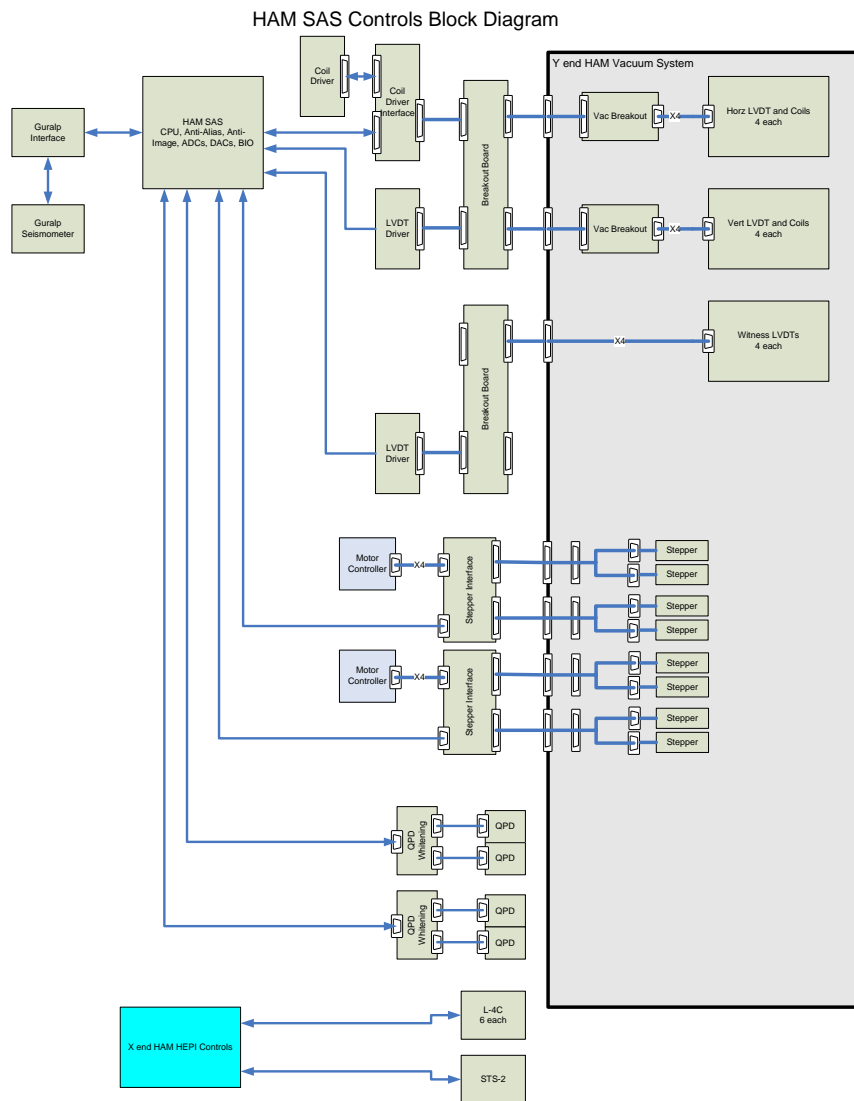 HAM SAS Controls Block Diagram
Y end HAM Vacuum System
Coil
Driver
Coil
Driver
Interface
HAM SAS
CPU, Anti-Alias, Anti-
Image, ADCs, DACs, BIO
Guralp
Interface
Guralp
Seismometer
Breakout Board
Vac Breakout
X4
Horz LVDT and Coils
4 each
LVDT
Driver
Vac Breakout
X4
Vert LVDT and Coils
4 each
Breakout Board
X4
Witness LVDTs
4 each
LVDT
Driver
Motor
Controller
X4
Stepper Interface
Stepper
Stepper
Stepper
Stepper
Motor
Controller
X4
Stepper Interface
Stepper
Stepper
Stepper
Stepper
QPD
Whitening
QPD
QPD
QPD
Whitening
QPD
QPD
X end HAM HEPI Controls
L-4C
6 each
STS-2